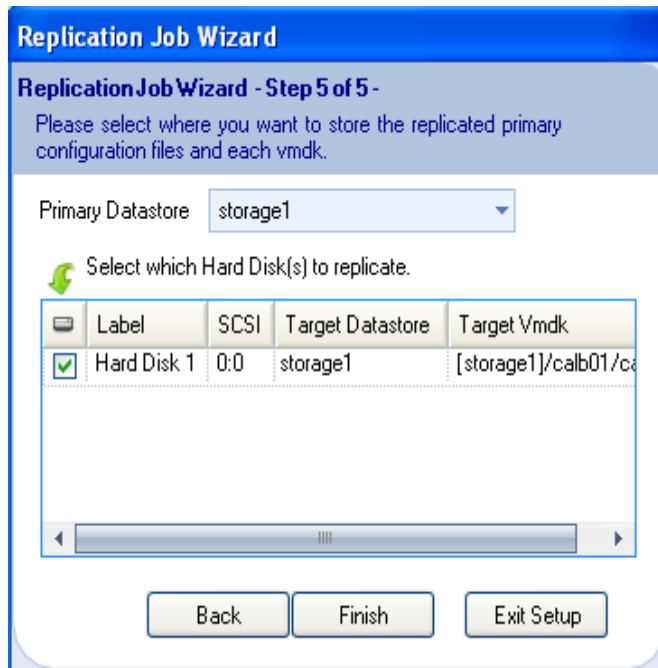 Replication Job Wizard
Replication Job Wizard - Step 5 of 5 -
Please select where you want to store the replicated primary
configuration files and each vmdk.
Primary Datastore storage1
Select which Hard Disk(s) to replicate.
Label SCSI Target Datastore Target Vmdk
Hard Disk 1 0:0 storage1 [storage1]/calb01/ca
Back Finish Exit Setup